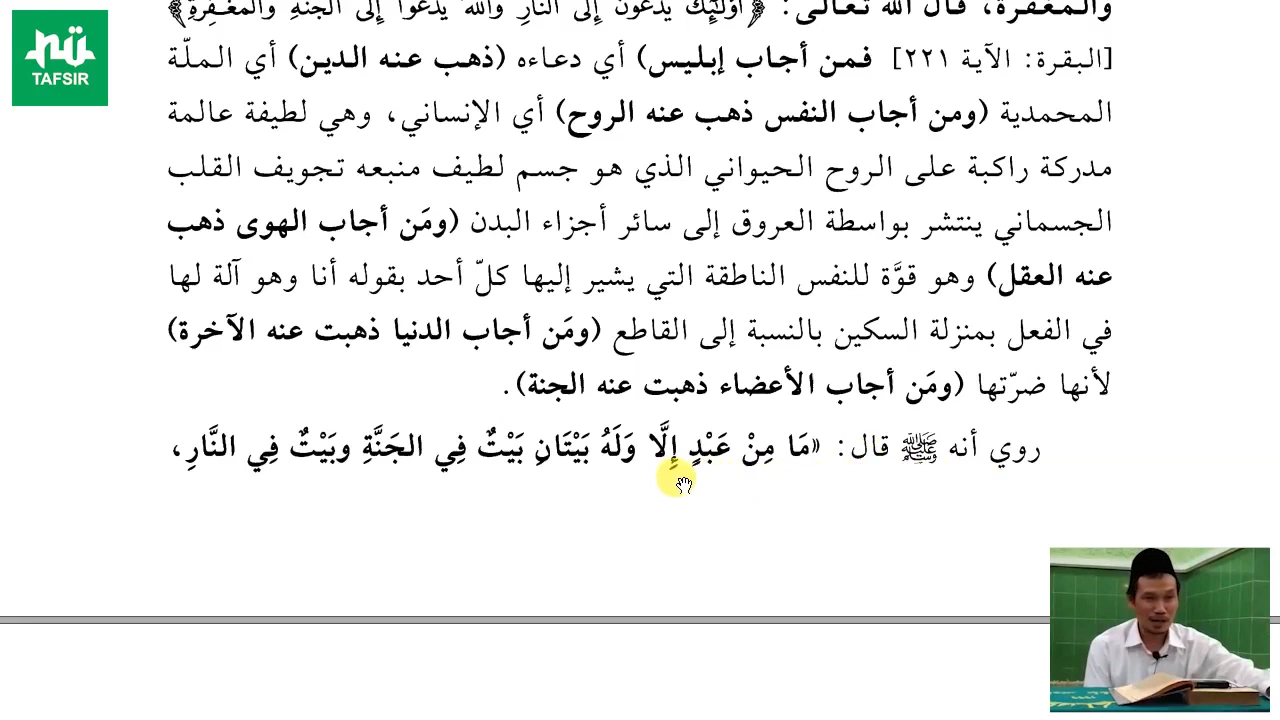 والمغفرة، قال الله تعالى: ﴿أُوْلَٰٓئِكَ يَدْعُونَ إِلَى النَّارِ وَاللَّهُ يَدْعُوٓا إِلَى الْجَنَّةِ وَالْمَغْفِرَةِ﴾
[البقرة: الآية ٢٢١] فمن أجاب إبليس) أي دعاءه (ذهب عنه الدين) أي الملّة
المحمدية (ومن أجاب النفس ذهب عنه الروح) أي الإنساني، وهي لطيفة عالمة
مدركة راكبة على الروح الحيواني الذي هو جسم لطيف منبعه تجويف القلب
الجسماني ينتشر بواسطة العروق إلى سائر أجزاء البدن (ومَن أجاب الهوى ذهب
عنه العقل) وهو قوَّة للنفس الناطقة التي يشير إليها كلّ أحد بقوله أنا وهو آلة لها
في الفعل بمنزلة السكين بالنسبة إلى القاطع (ومَن أجاب الدنيا ذهبت عنه الآخرة)
لأنها ضرّتها (ومَن أجاب الأعضاء ذهبت عنه الجنة).
روي أنه ﷺ قال: «مَا مِنْ عَبْدٍ إِلَّا وَلَهُ بَيْتَانِ بَيْتٌ فِي الجَنَّةِ وبَيْتٌ فِي النَّارِ،
nü
TAFSIR